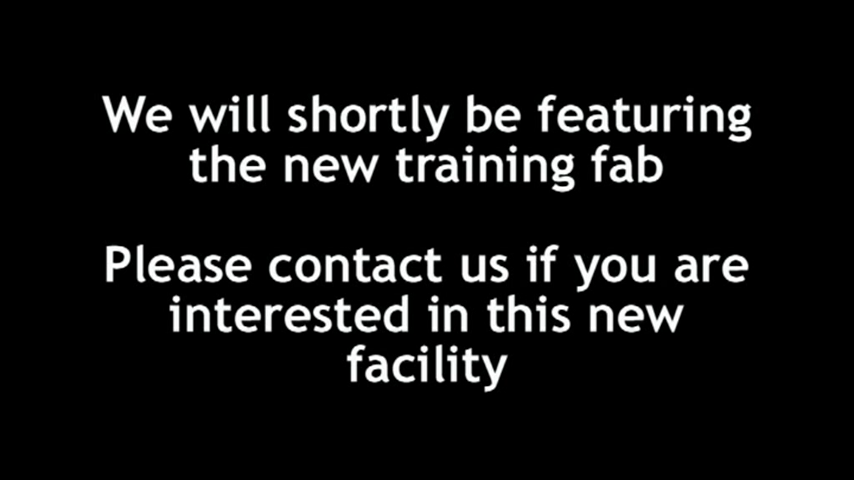 We will shortly be featuring
the new training fab
Please contact us if you are
interested in this new
facility